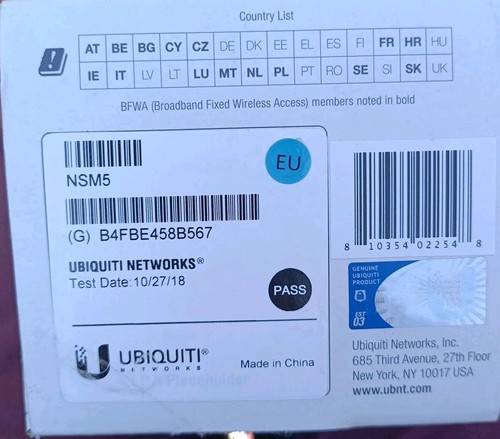 Country List
AT BE BG CY CZ DE DK EE EL ES FI FR HR HU
IE IT LV LT LU MT NL PL PT RO SE SI SK UK
BFWA (Broadband Fixed Wireless Access) members noted in bold
EU
NSM5
(G) B4FBE458B567
UBIQUITI NETWORKS®
Test Date:10/27/18
PASS
UBIQUITI®
NETWORKS
Made in China
8 10354 02254 8
GENUINE
UBIQUITI
PRODUCT
EST
03
Ubiquiti Networks, Inc.
685 Third Avenue, 27th Floor
New York, NY 10017 USA
www.ubnt.com